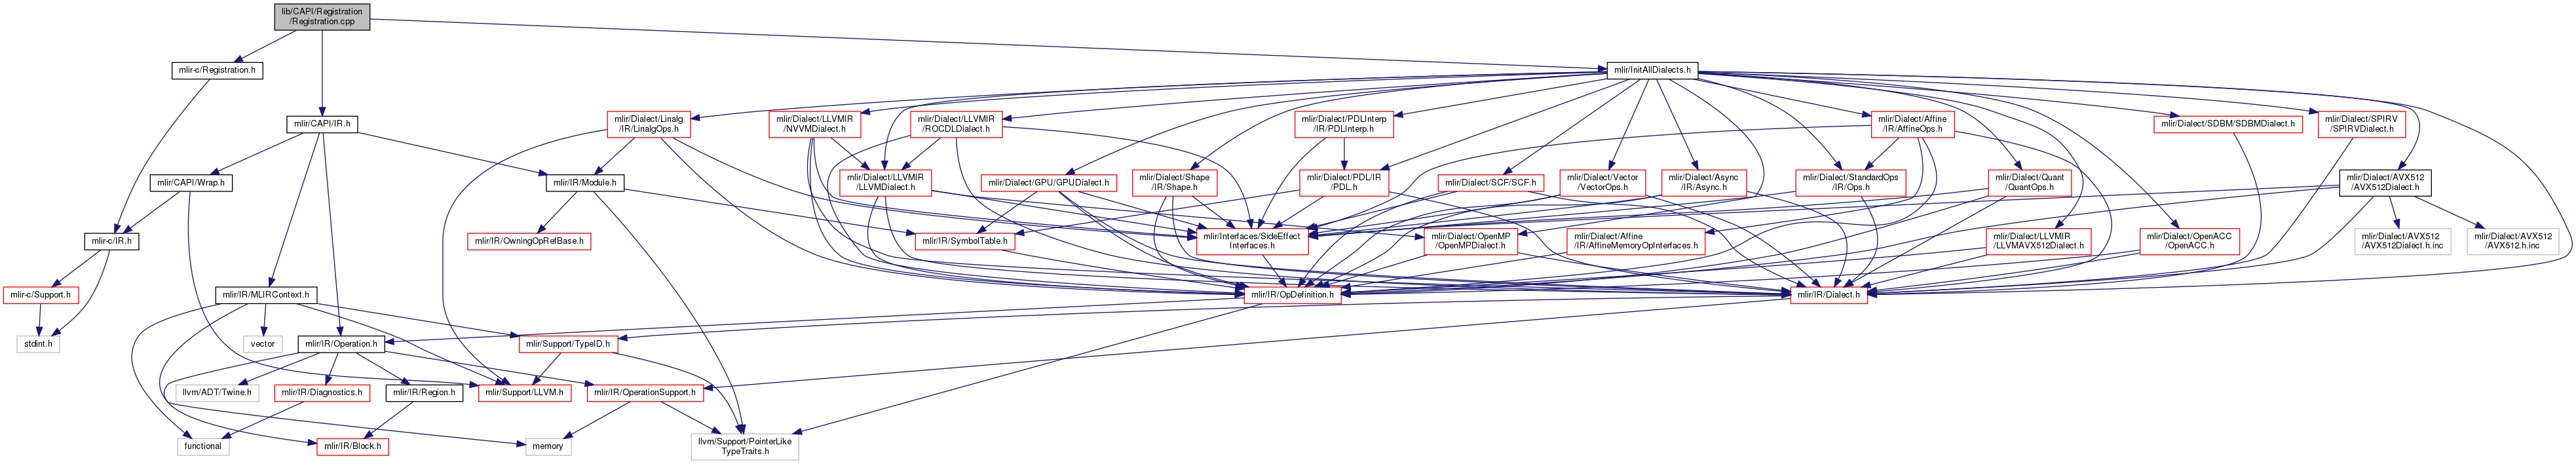 lib/CAPI/Registration
/Registration.cpp
mlir-c/Registration.h
mlir/InitAllDialects.h
mlir/CAPI/IR.h
mlir/Dialect/Linalg
/IR/LinalgOps.h
mlir/Dialect/LLVMIR
/NVVMDialect.h
mlir/Dialect/LLVMIR
/ROCDLDialect.h
mlir/Dialect/PDLInterp
/IR/PDLInterp.h
mlir/Dialect/Affine
/IR/AffineOps.h
mlir/Dialect/SDBM/SDBMDialect.h
mlir/Dialect/SPIRV
/SPIRVDialect.h
mlir/CAPI/Wrap.h
mlir/IR/Module.h
mlir/Dialect/LLVMIR
/LLVMDialect.h
mlir/Dialect/GPU/GPUDialect.h
mlir/Dialect/Shape
/IR/Shape.h
mlir/Dialect/PDL/IR
/PDL.h
mlir/Dialect/SCF/SCF.h
mlir/Dialect/Vector
/VectorOps.h
mlir/Dialect/Async
/IR/Async.h
mlir/Dialect/StandardOps
/IR/Ops.h
mlir/Dialect/Quant
/QuantOps.h
mlir/Dialect/AVX512
/AVX512Dialect.h
mlir-c/IR.h
mlir/IR/OwningOpRefBase.h
mlir/IR/SymbolTable.h
mlir/Interfaces/SideEffect
Interfaces.h
mlir/Dialect/OpenMP
/OpenMPDialect.h
mlir/Dialect/Affine
/IR/AffineMemoryOpInterfaces.h
mlir/Dialect/LLVMIR
/LLVMAVX512Dialect.h
mlir/Dialect/OpenACC
/OpenACC.h
mlir/Dialect/AVX512
/AVX512Dialect.h.inc
mlir/Dialect/AVX512
/AVX512.h.inc
mlir-c/Support.h
mlir/IR/MLIRContext.h
mlir/IR/OpDefinition.h
mlir/IR/Dialect.h
stdint.h
vector
mlir/IR/Operation.h
mlir/Support/TypeID.h
llvm/ADT/Twine.h
mlir/IR/Diagnostics.h
mlir/IR/Region.h
mlir/Support/LLVM.h
mlir/IR/OperationSupport.h
functional
mlir/IR/Block.h
memory
llvm/Support/PointerLike
TypeTraits.h